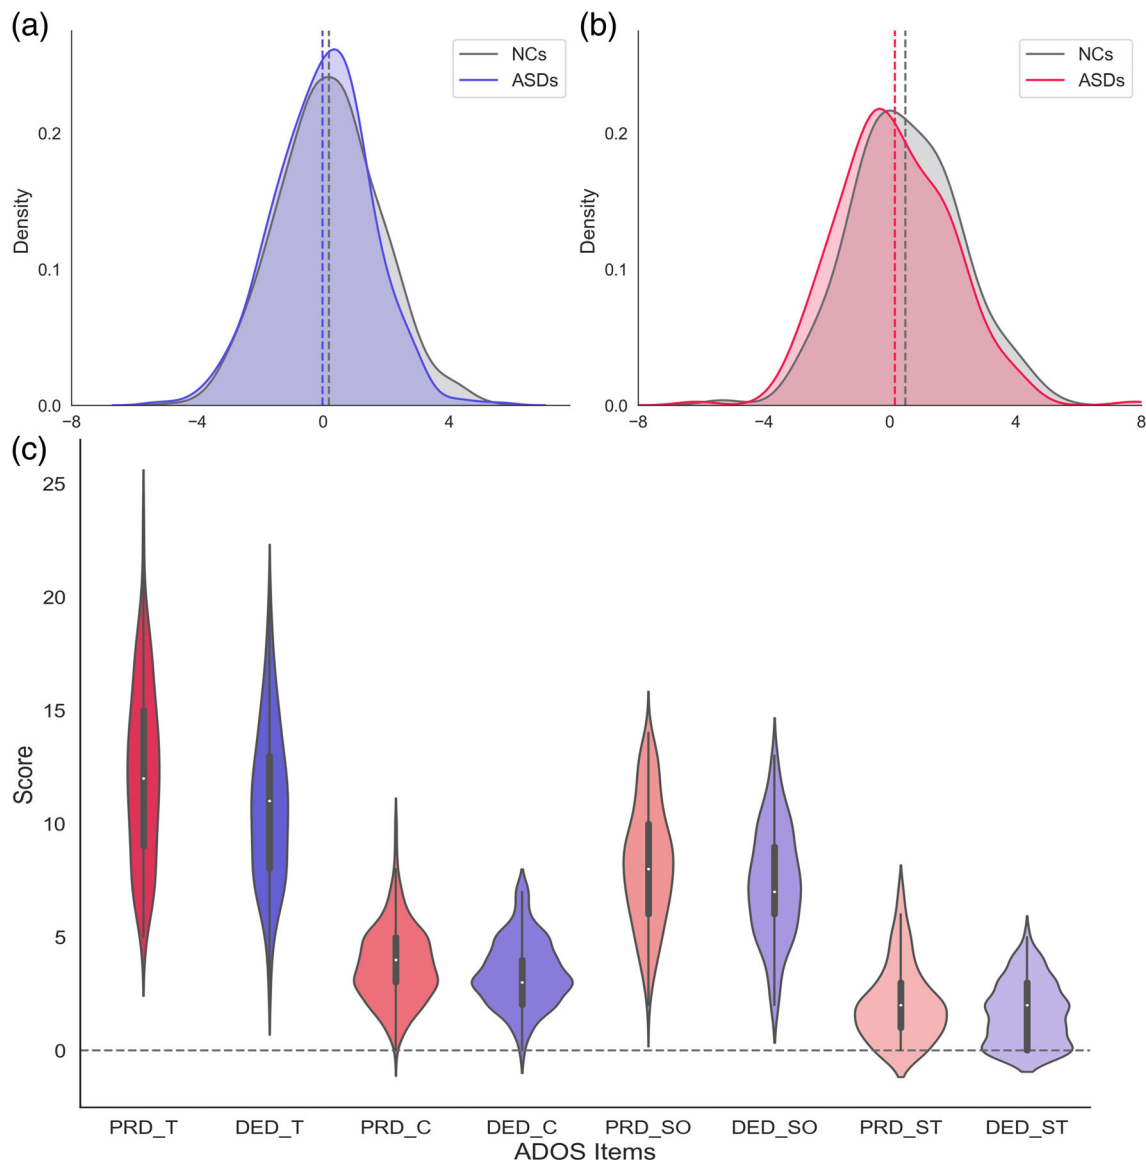 (a)
NCs
ASDs
Density
0.2
0.1
0.0
−8
−4
0
4
(b)
NCs
ASDs
Density
0.2
0.1
0.0
−8
−4
0
4
8
(c)
Score
25
20
15
10
5
0
PRD_T
DED_T
PRD_C
DED_C
PRD_SO
DED_SO
PRD_ST
DED_ST
ADOS Items